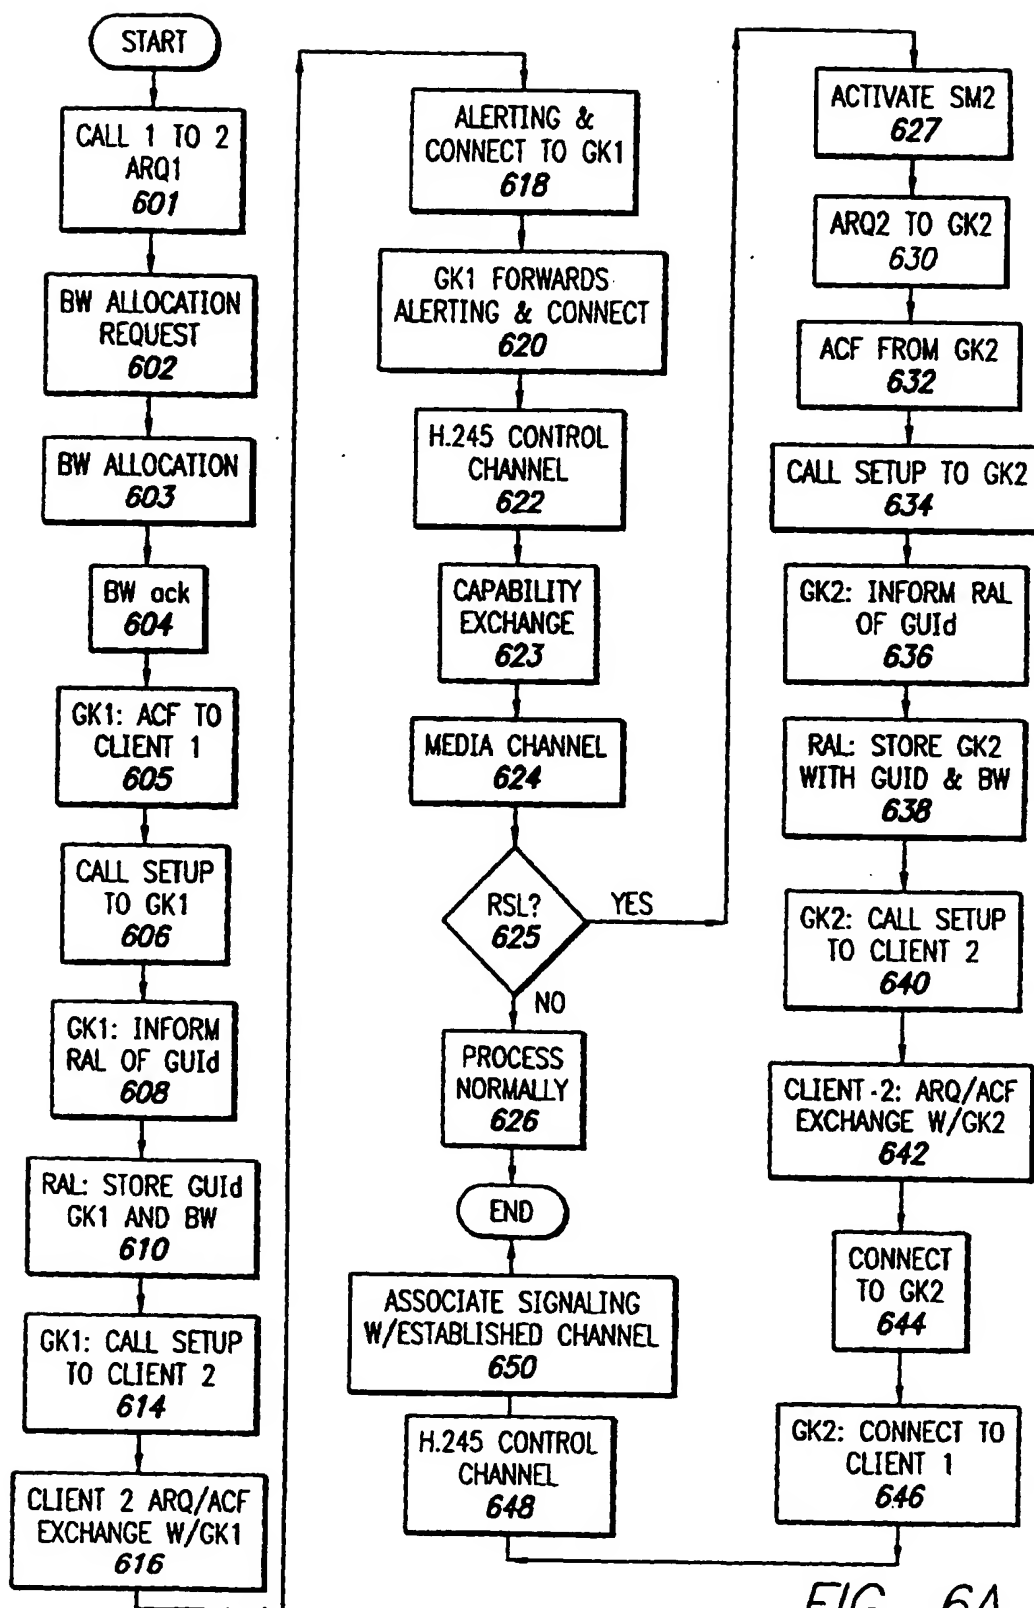 START
CALL 1 TO 2
ARQ1
601
BW ALLOCATION
REQUEST
602
BW ALLOCATION
603
BW ack
604
GK1: ACF TO
CLIENT 1
605
CALL SETUP
TO GK1
606
GK1: INFORM
RAL OF GUId
608
RAL: STORE GUId
GK1 AND BW
610
GK1: CALL SETUP
TO CLIENT 2
614
CLIENT 2 ARQ/ACF
EXCHANGE W/GK1
616
ALERTING &
CONNECT TO GK1
618
GK1 FORWARDS
ALERTING & CONNECT
620
H.245 CONTROL
CHANNEL
622
CAPABILITY
EXCHANGE
623
MEDIA CHANNEL
624
RSL?
625
YES
NO
PROCESS
NORMALLY
626
END
ASSOCIATE SIGNALING
W/ESTABLISHED CHANNEL
650
H.245 CONTROL
CHANNEL
648
ACTIVATE SM2
627
ARQ2 TO GK2
630
ACF FROM GK2
632
CALL SETUP TO GK2
634
GK2: INFORM RAL
OF GUId
636
RAL: STORE GK2
WITH GUID & BW
638
GK2: CALL SETUP
TO CLIENT 2
640
CLIENT-2: ARQ/ACF
EXCHANGE W/GK2
642
CONNECT
TO GK2
644
GK2: CONNECT TO
CLIENT 1
646
FIG. 6A